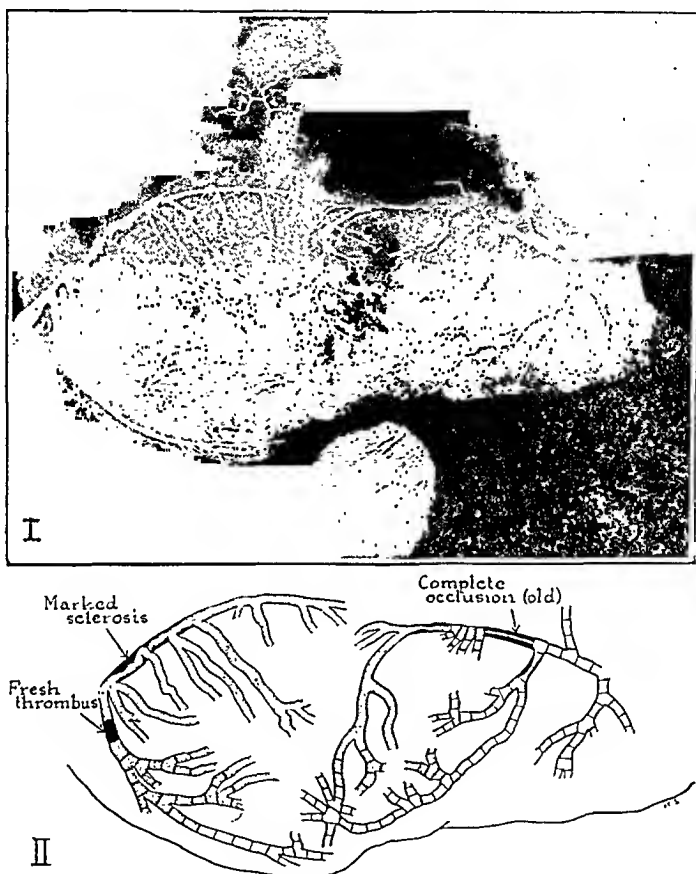 I
Marked
sclerosis
Complete
occlusion (old)
Fresh
thrombus
II